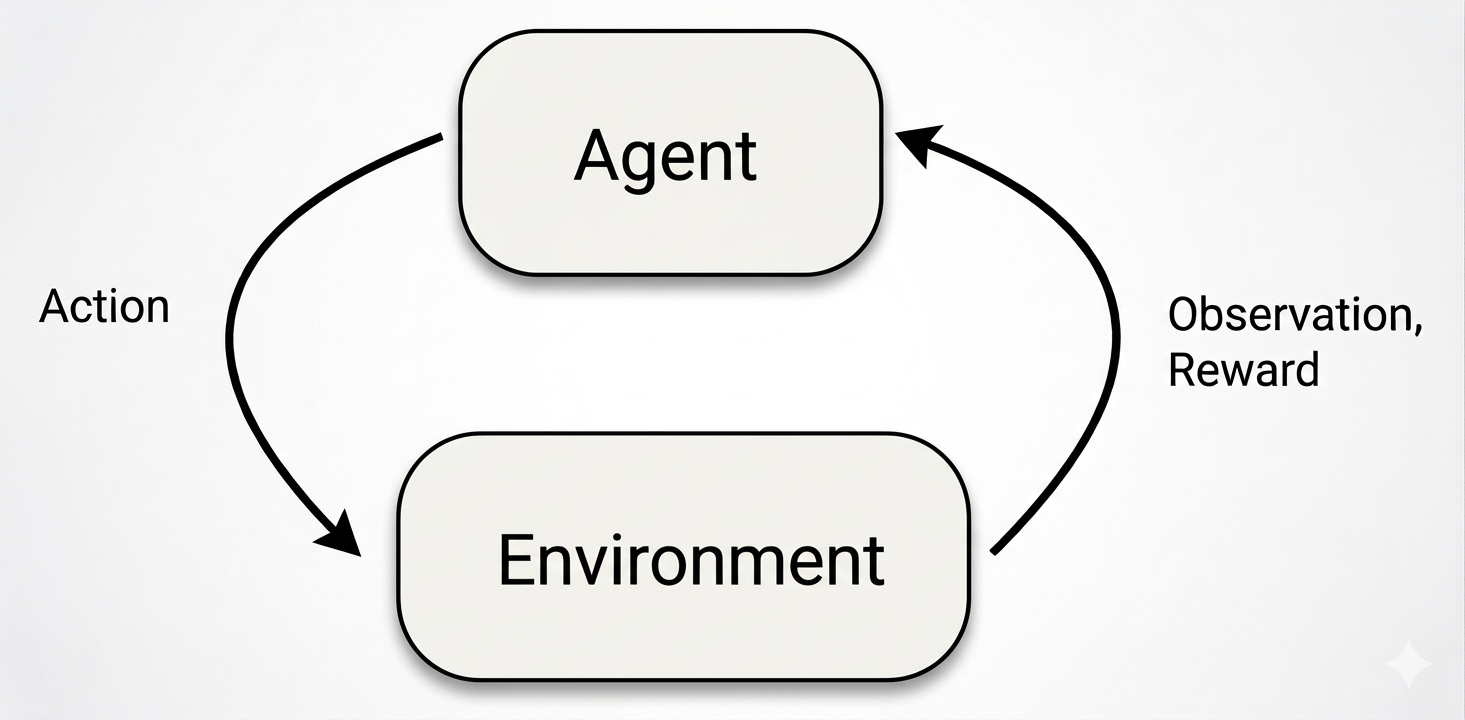 Agent
Action
Observation,
Reward
Environment